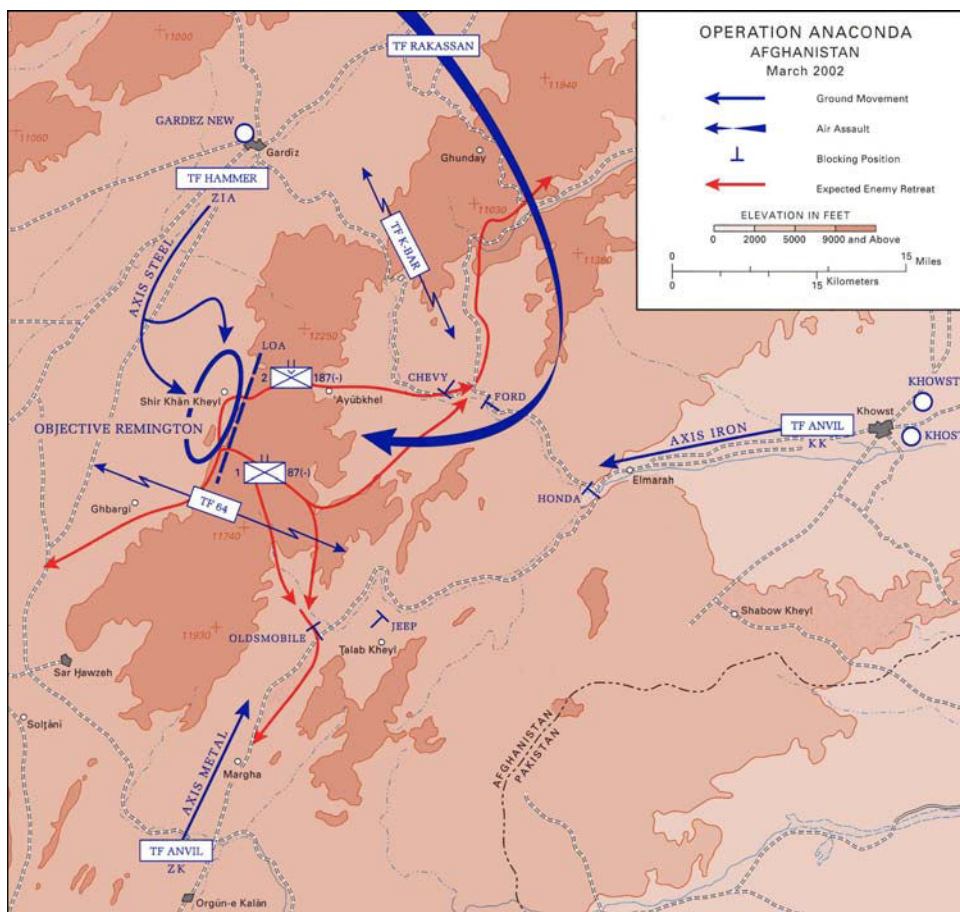 OPERATION ANACONDA
AFGHANISTAN
March 2002
Ground Movement
Air Assault
Blocking Position
Expected Enemy Retreat
ELEVATION IN FEET
0 2000 5000 9000 and Above
0 15 Miles
0 15 Kilometers
11000
TF RAKASSAN
11940
11060
GARDEZ NEW
Gardīz
Ghunday
TF HAMMER
ZIA
11030
TF K-BAR
11280
AXIS STEEL
12250
LOA
2 187(-)
CHEVY
Shir Khān Kheyl
Ayūbkhel
FORD
KHOWST
OBJECTIVE REMINGTON
AXIS IRON
TF ANVIL
KK
Khowst
KHOST
1 87(-)
Elmarah
HONDA
TF 64
Ghbargi
11740
Shabow Kheyl
11930
OLDSMOBILE
JEEP
Talab Kheyl
Sar Hawzeh
Solţāni
AFGHANISTAN
PAKISTAN
AXIS METAL
Margha
TF ANVIL
ZK
Orgūn-e Kalān